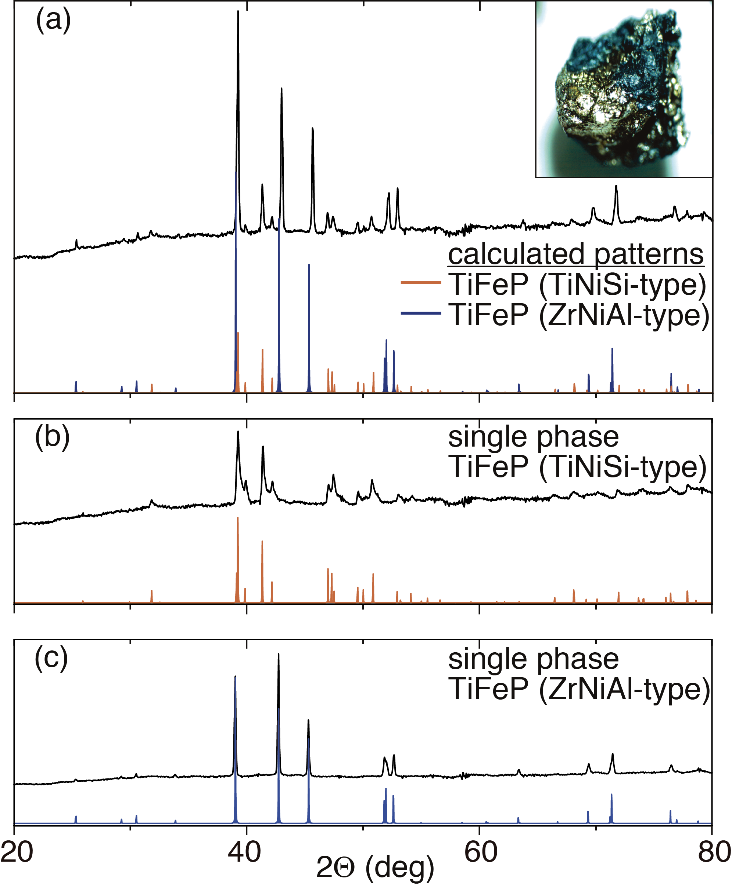 (a)
calculated patterns
TiFeP (TiNiSi-type)
TiFeP (ZrNiAl-type)
(b)
single phase
TiFeP (TiNiSi-type)
(c)
single phase
TiFeP (ZrNiAl-type)
20 40 60 80
2Θ (deg)